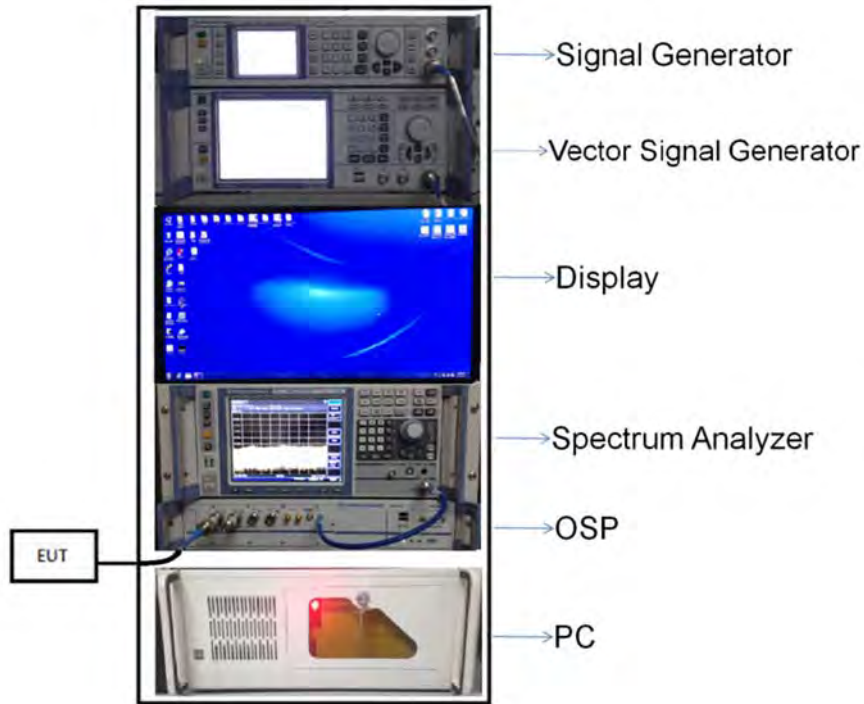 Signal Generator
Vector Signal Generator
Display
Spectrum Analyzer
OSP
EUT
PC